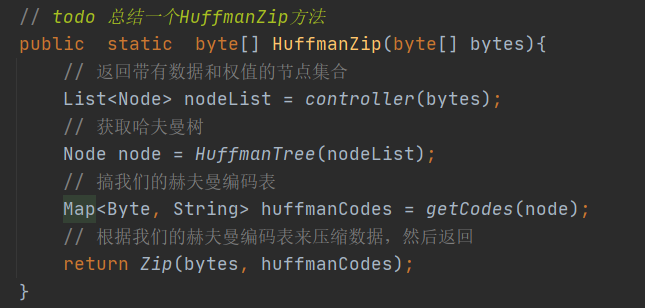 // todo 总结一个HuffmanZip方法
public static byte[] HuffmanZip(byte[] bytes){
// 返回带有数据和权值的节点集合
List<Node> nodeList = controller(bytes);
// 获取哈夫曼树
Node node = HuffmanTree(nodeList);
// 搞我们的赫夫曼编码表
Map<Byte, String> huffmanCodes = getCodes(node);
// 根据我们的赫夫曼编码表来压缩数据，然后返回
return Zip(bytes, huffmanCodes);
}